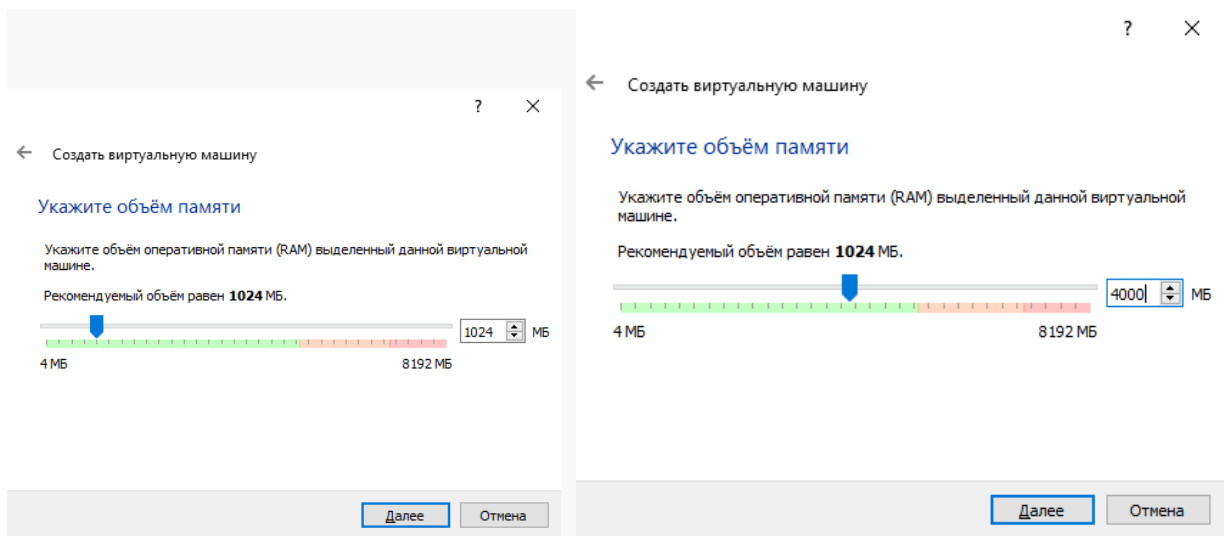 ?
Создать виртуальную машину
Укажите объём памяти
Укажите объём оперативной памяти (RAM) выделенный данной виртуальной
машине.
Рекомендуемый объём равен 1024 МБ.
1024 МБ
4 МБ 8192 МБ
Далее Отмена
?
Создать виртуальную машину
Укажите объём памяти
Укажите объём оперативной памяти (RAM) выделенный данной виртуальной
машине.
Рекомендуемый объём равен 1024 МБ.
4000 МБ
4 МБ 8192 МБ
Далее Отмена